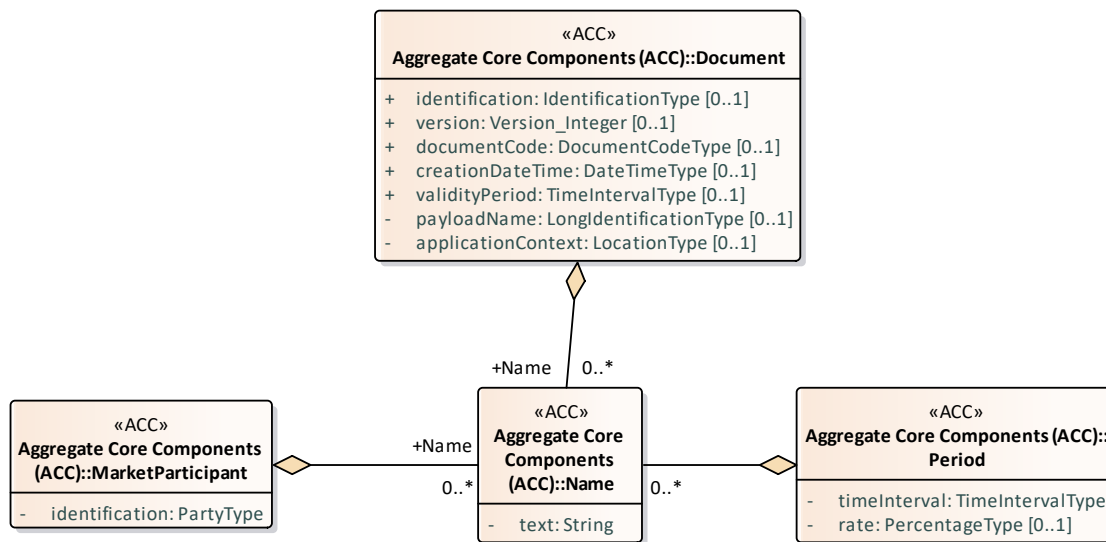 «ACC»
Aggregate Core Components (ACC)::Document
+ identification: IdentificationType [0..1]
+ version: Version_Integer [0..1]
+ documentCode: DocumentCodeType [0..1]
+ creationDateTime: DateTimeType [0..1]
+ validityPeriod: TimeIntervalType [0..1]
- payloadName: LongIdentificationType [0..1]
- applicationContext: LocationType [0..1]
+Name 0..*
«ACC»
Aggregate Core Components
(ACC)::MarketParticipant
- identification: PartyType
+Name
0..*
«ACC»
Aggregate Core
Components
(ACC)::Name
- text: String
0..*
«ACC»
Aggregate Core Components (ACC)::
Period
- timeInterval: TimeIntervalType
- rate: PercentageType [0..1]